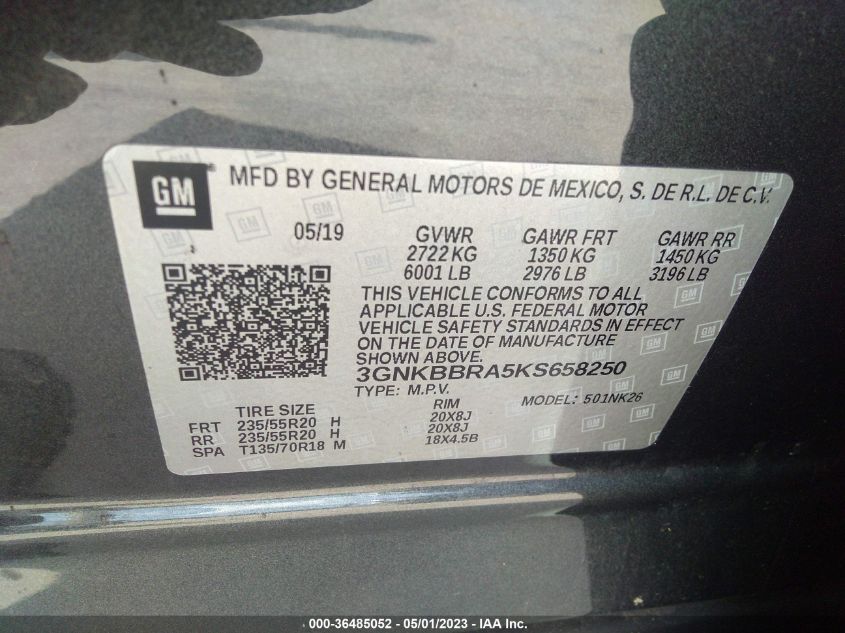 GM
MFD BY GENERAL MOTORS DE MEXICO, S. DE R.L. DE C.V.
05/19 GVWR GAWR FRT GAWR RR
2722 KG 1350 KG 1450 KG
6001 LB 2976 LB 3196 LB
THIS VEHICLE CONFORMS TO ALL
APPLICABLE U.S. FEDERAL MOTOR
VEHICLE SAFETY STANDARDS IN EFFECT
ON THE DATE OF MANUFACTURE
SHOWN ABOVE.
3GNKBBRA5KS658250
TYPE: M.P.V. MODEL: 501NK26
TIRE SIZE RIM
FRT 235/55R20 H 20X8J
RR 235/55R20 H 20X8J
SPA T135/70R18 M 18X4.5B
000-36485052 - 05/01/2023 - IAA Inc.